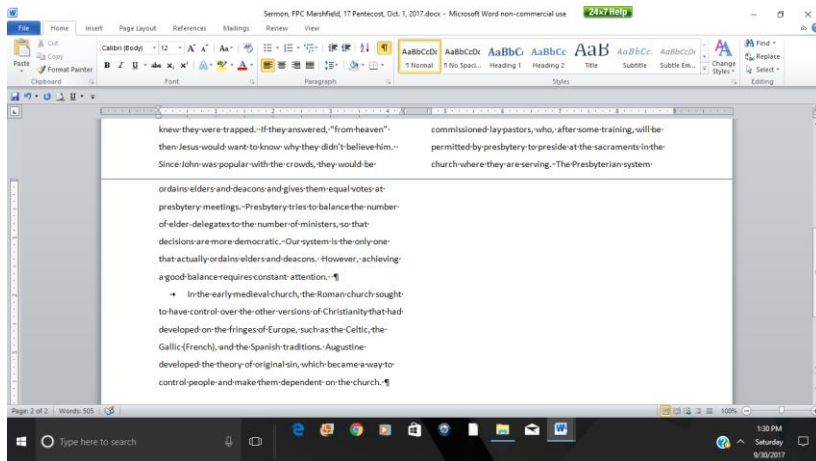 Sermon, FPC Marshfield, 17 Pentecost, Oct. 1, 2017.docx - Microsoft Word non-commercial use
24x7 Help
File Home Insert Page Layout References Mailings Review View
Cut
Copy
Format Painter
Paste
Calibri (Body) 12
AaBbCcDc AaBbCcDc AaBbC AaBbCc AaB AaBbCc. AaBbCcDc
¶ Normal ¶ No Spaci... Heading 1 Heading 2 Title Subtitle Subtle Em...
Change Styles
Find
Replace
Select
Clipboard Font Paragraph Styles Editing
knew they were trapped. If they answered, "from heaven"
then Jesus would want to know why they didn't believe him.
Since John was popular with the crowds, they would be
commissioned lay pastors, who, after some training, will be
permitted by presbytery to preside at the sacraments in the
church where they are serving. The Presbyterian system
ordains elders and deacons and gives them equal votes at
presbytery meetings. Presbytery tries to balance the number
of elder-delegates to the number of ministers, so that
decisions are more democratic. Our system is the only one
that actually ordains elders and deacons. However, achieving
a good balance requires constant attention. ¶
→ In the early medieval church, the Roman church sought
to have control over the other versions of Christianity that had
developed on the fringes of Europe, such as the Celtic, the
Gallic (French), and the Spanish traditions. Augustine
developed the theory of original sin, which became a way to
control people and make them dependent on the church. ¶
Page: 2 of 2 Words: 505
100%
Type here to search
1:30 PM
Saturday
9/30/2017